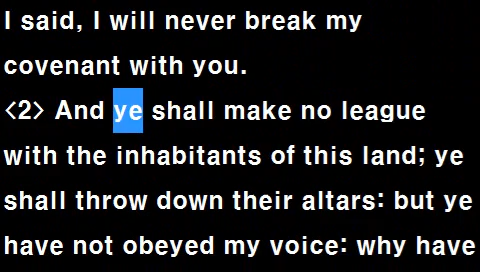 I said, I will never break my
covenant with you.
<2> And ye shall make no league
with the inhabitants of this land; ye
shall throw down their altars: but ye
have not obeyed my voice: why have